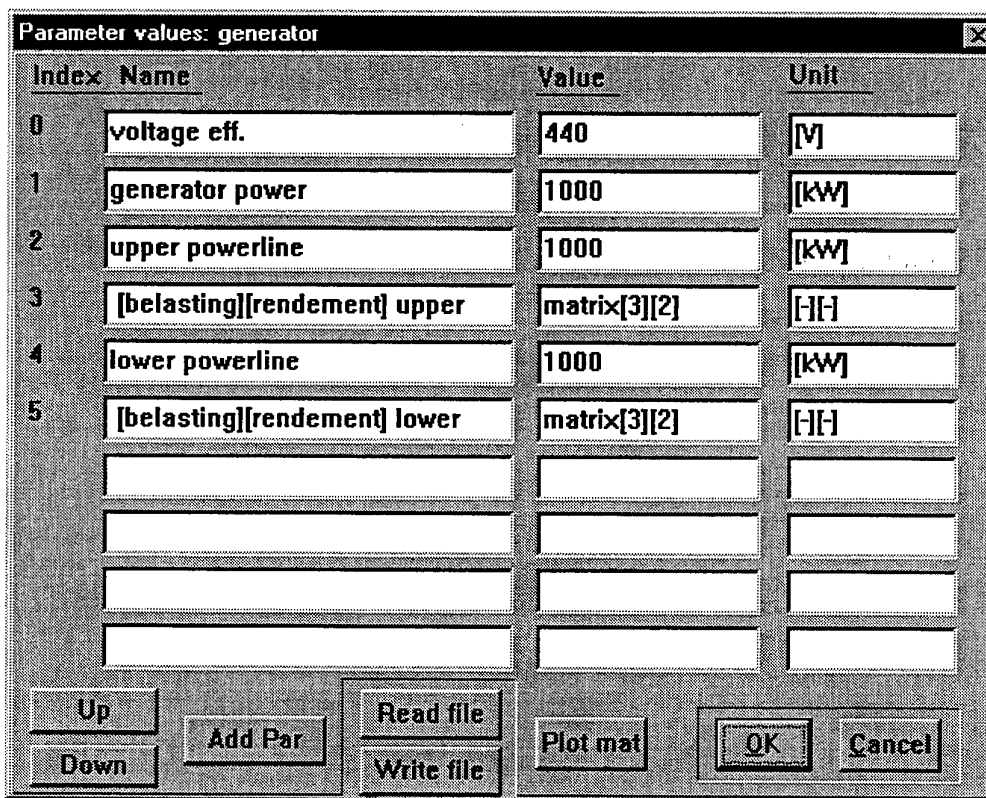 Parameter values: generator
Index Name Value Unit
0 voltage eff. 440 [V]
1 generator power 1000 [kW]
2 upper powerline 1000 [kW]
3 [belasting][rendement] upper matrix[3][2] [-][-]
4 lower powerline 1000 [kW]
5 [belasting][rendement] lower matrix[3][2] [-][-]
Up Read file
Add Par Plot mat OK Cancel
Down Write file